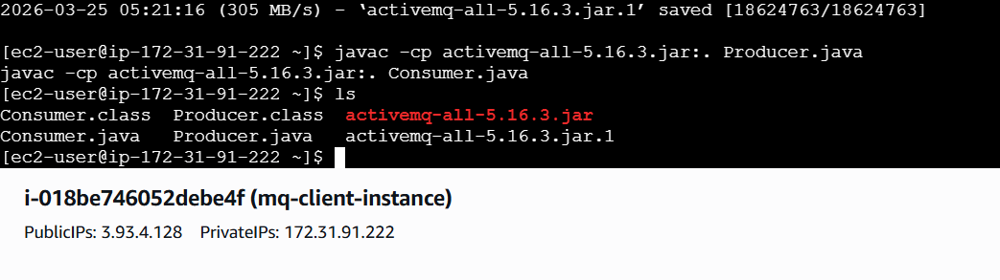 2026-03-25 05:21:16 (305 MB/s) - ‘activemq-all-5.16.3.jar.1’ saved [18624763/18624763]
[ec2-user@ip-172-31-91-222 ~]$ javac -cp activemq-all-5.16.3.jar:. Producer.java
javac -cp activemq-all-5.16.3.jar:. Consumer.java
[ec2-user@ip-172-31-91-222 ~]$ ls
Consumer.class  Producer.class  activemq-all-5.16.3.jar
Consumer.java   Producer.java   activemq-all-5.16.3.jar.1
[ec2-user@ip-172-31-91-222 ~]$
i-018be746052debe4f (mq-client-instance)
PublicIPs: 3.93.4.128   PrivateIPs: 172.31.91.222